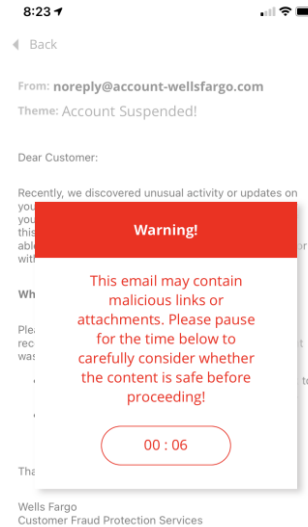 8:23
Back
From: noreply@account-wellsfargo.com
Theme: Account Suspended!
Dear Customer:
Recently, we discovered unusual activity or updates on
Warning!
This email may contain
malicious links or
attachments. Please pause
for the time below to
carefully consider whether
the content is safe before
proceeding!
00 : 06
Wells Fargo
Customer Fraud Protection Services